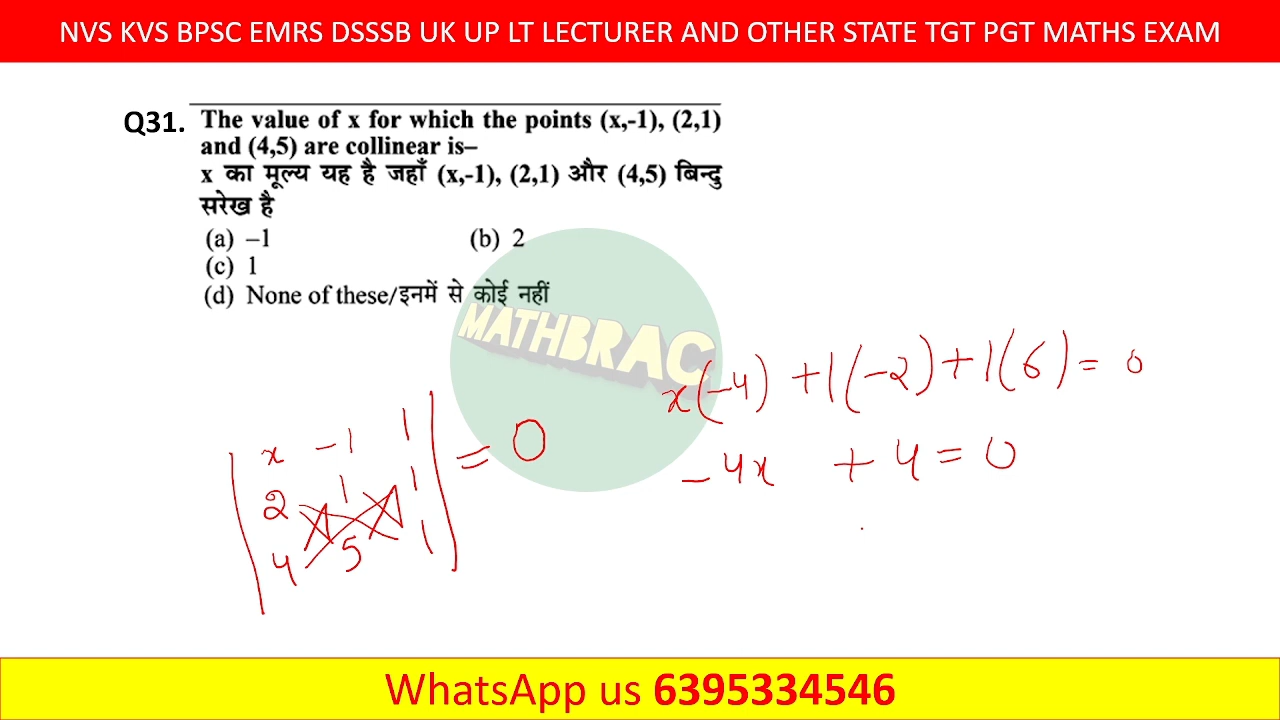 NVS KVS BPSC EMRS DSSSB UK UP LT LECTURER AND OTHER STATE TGT PGT MATHS EXAM
Q31. The value of x for which the points (x,-1), (2,1)
and (4,5) are collinear is–
x का मूल्य यह है जहाँ (x,-1), (2,1) और (4,5) बिन्दु
सरेख है
(a) –1 (b) 2
(c) 1
(d) None of these/इनमें से कोई नहीं
MATHBRAC
x(-4) +1(-2)+1(6)= 0
-4x + 4=0
x -1 1
2 1 1 = 0
4 5 1
WhatsApp us 6395334546